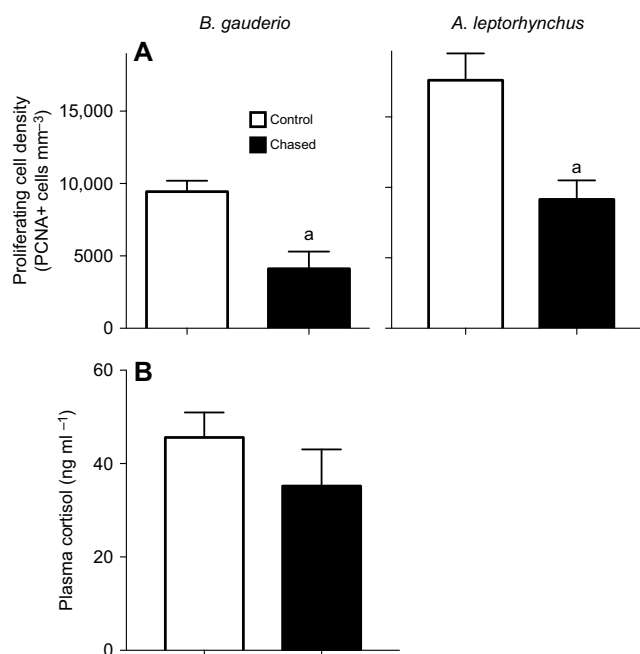 B. gauderio
A. leptorhynchus
A
Proliferating cell density
(PCNA+ cells mm–3)
15,000
10,000
5000
0
Control
Chased
a
a
B
Plasma cortisol (ng ml –1)
60
40
20
0